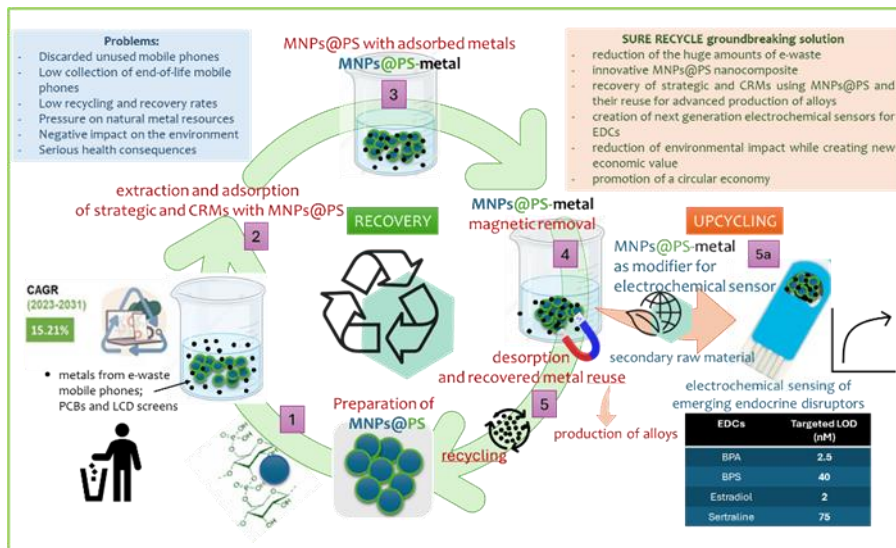 Problems:
- Discarded unused mobile phones
- Low collection of end-of-life mobile
phones
- Low recycling and recovery rates
- Pressure on natural metal resources
- Negative impact on the environment
- Serious health consequences
MNPs@PS with adsorbed metals
MNPs@PS-metal
3
SURE RECYCLE groundbreaking solution
- reduction of the huge amounts of e-waste
- innovative MNPs@PS nanocomposite
- recovery of strategic and CRMs using MNPs@PS and
their reuse for advanced production of alloys
- creation of next generation electrochemical sensors for
EDCs
- reduction of environmental impact while creating new
economic value
- promotion of a circular economy
extraction and adsorption
of strategic and CRMs with MNPs@PS
2
RECOVERY
MNPs@PS-metal
magnetic removal
4
UPCYCLING
MNPs@PS-metal
as modifier for
electrochemical sensor
5a
CAGR
(2023-2031)
15.21%
• metals from e-waste
mobile phones;
PCBs and LCD screens
1
Preparation of
MNPs@PS
desorption
and recovered metal reuse
5
recycling
production of alloys
secondary raw material
electrochemical sensing of
emerging endocrine disruptors
EDCs Targeted LOD
(nM)
BPA 2.5
BPS 40
Estradiol 2
Sertraline 75